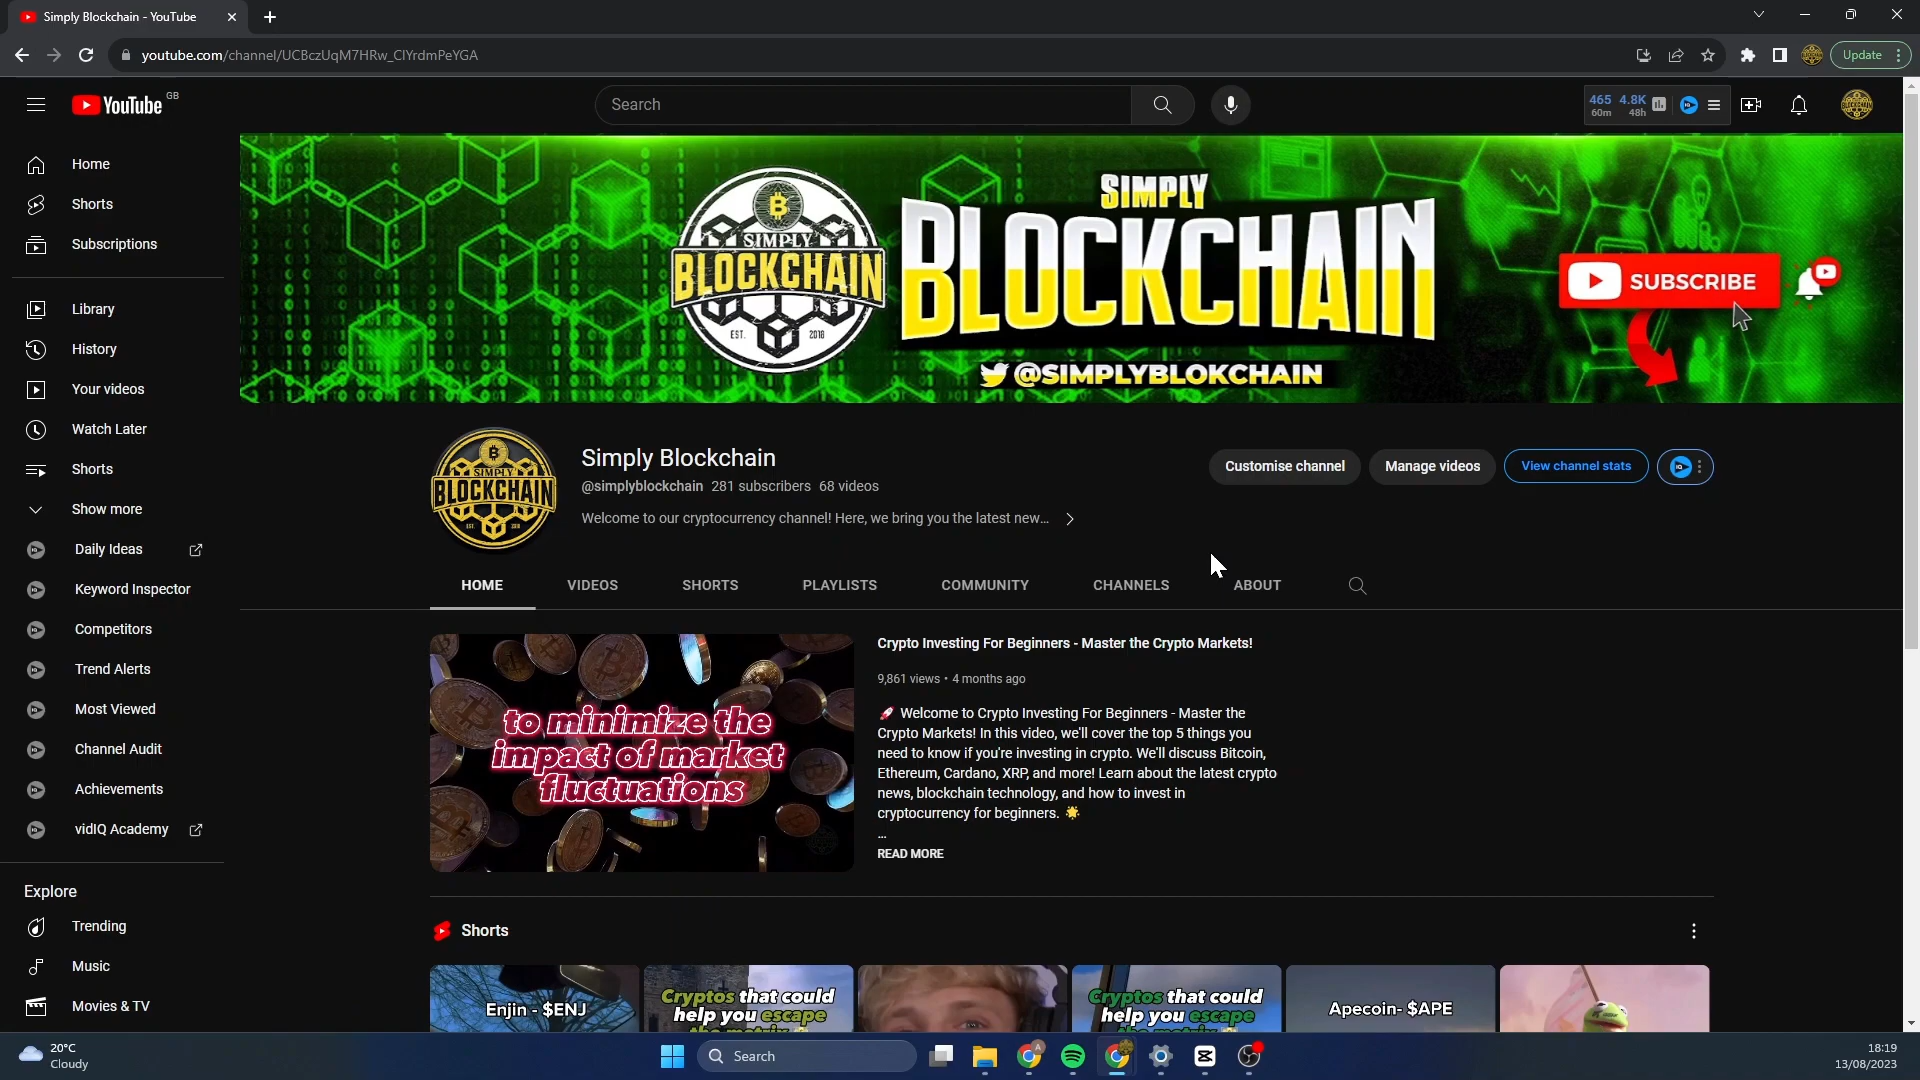 Simply Blockchain - YouTube
youtube.com/channel/UCBczUqM7HRw_ClYrdmPeYGA
Update
YouTube GB
Search
465 4.8K
60m 48h
Home
Shorts
Subscriptions
Library
History
Your videos
Watch Later
Shorts
Show more
Daily Ideas
Keyword Inspector
Competitors
Trend Alerts
Most Viewed
Channel Audit
Achievements
vidIQ Academy
Explore
Trending
Music
Movies & TV
SIMPLY
BLOCKCHAIN
EST. 2018
SIMPLY
BLOCKCHAIN
@SIMPLYBLOKCHAIN
SUBSCRIBE
SIMPLY
BLOCKCHAIN
Simply Blockchain
@simplyblockchain 281 subscribers 68 videos
Welcome to our cryptocurrency channel! Here, we bring you the latest new...
Customise channel
Manage videos
View channel stats
HOME
VIDEOS
SHORTS
PLAYLISTS
COMMUNITY
CHANNELS
ABOUT
to minimize the
impact of market
fluctuations
Crypto Investing For Beginners - Master the Crypto Markets!
9,861 views • 4 months ago
🚀 Welcome to Crypto Investing For Beginners - Master the
Crypto Markets! In this video, we'll cover the top 5 things you
need to know if you're investing in crypto. We'll discuss Bitcoin,
Ethereum, Cardano, XRP, and more! Learn about the latest crypto
news, blockchain technology, and how to invest in
cryptocurrency for beginners. 🌟
...
READ MORE
Shorts
Enjin - $ENJ
Cryptos that could
help you escape
Cryptos that could
help you escape
Apecoin- $APE
20°C
Cloudy
Search
18:19
13/08/2023